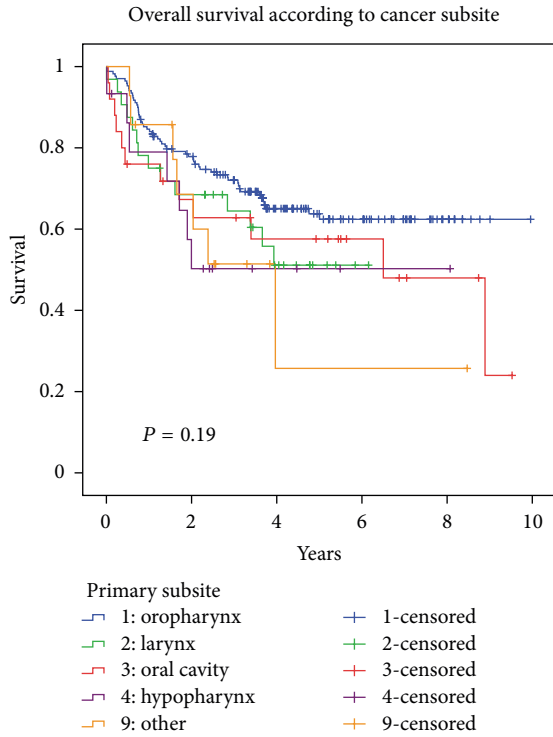 Overall survival according to cancer subsite
1
0.8
0.6
0.4
0.2
0
Survival
P = 0.19
0 2 4 6 8 10
Years
Primary subsite
1: oropharynx 1-censored
2: larynx 2-censored
3: oral cavity 3-censored
4: hypopharynx 4-censored
9: other 9-censored